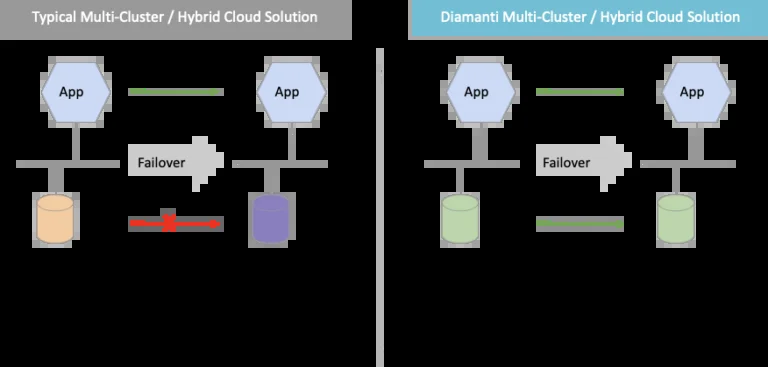 Typical Multi-Cluster / Hybrid Cloud Solution
Diamanti Multi-Cluster / Hybrid Cloud Solution
App
App
App
App
Failover
Failover